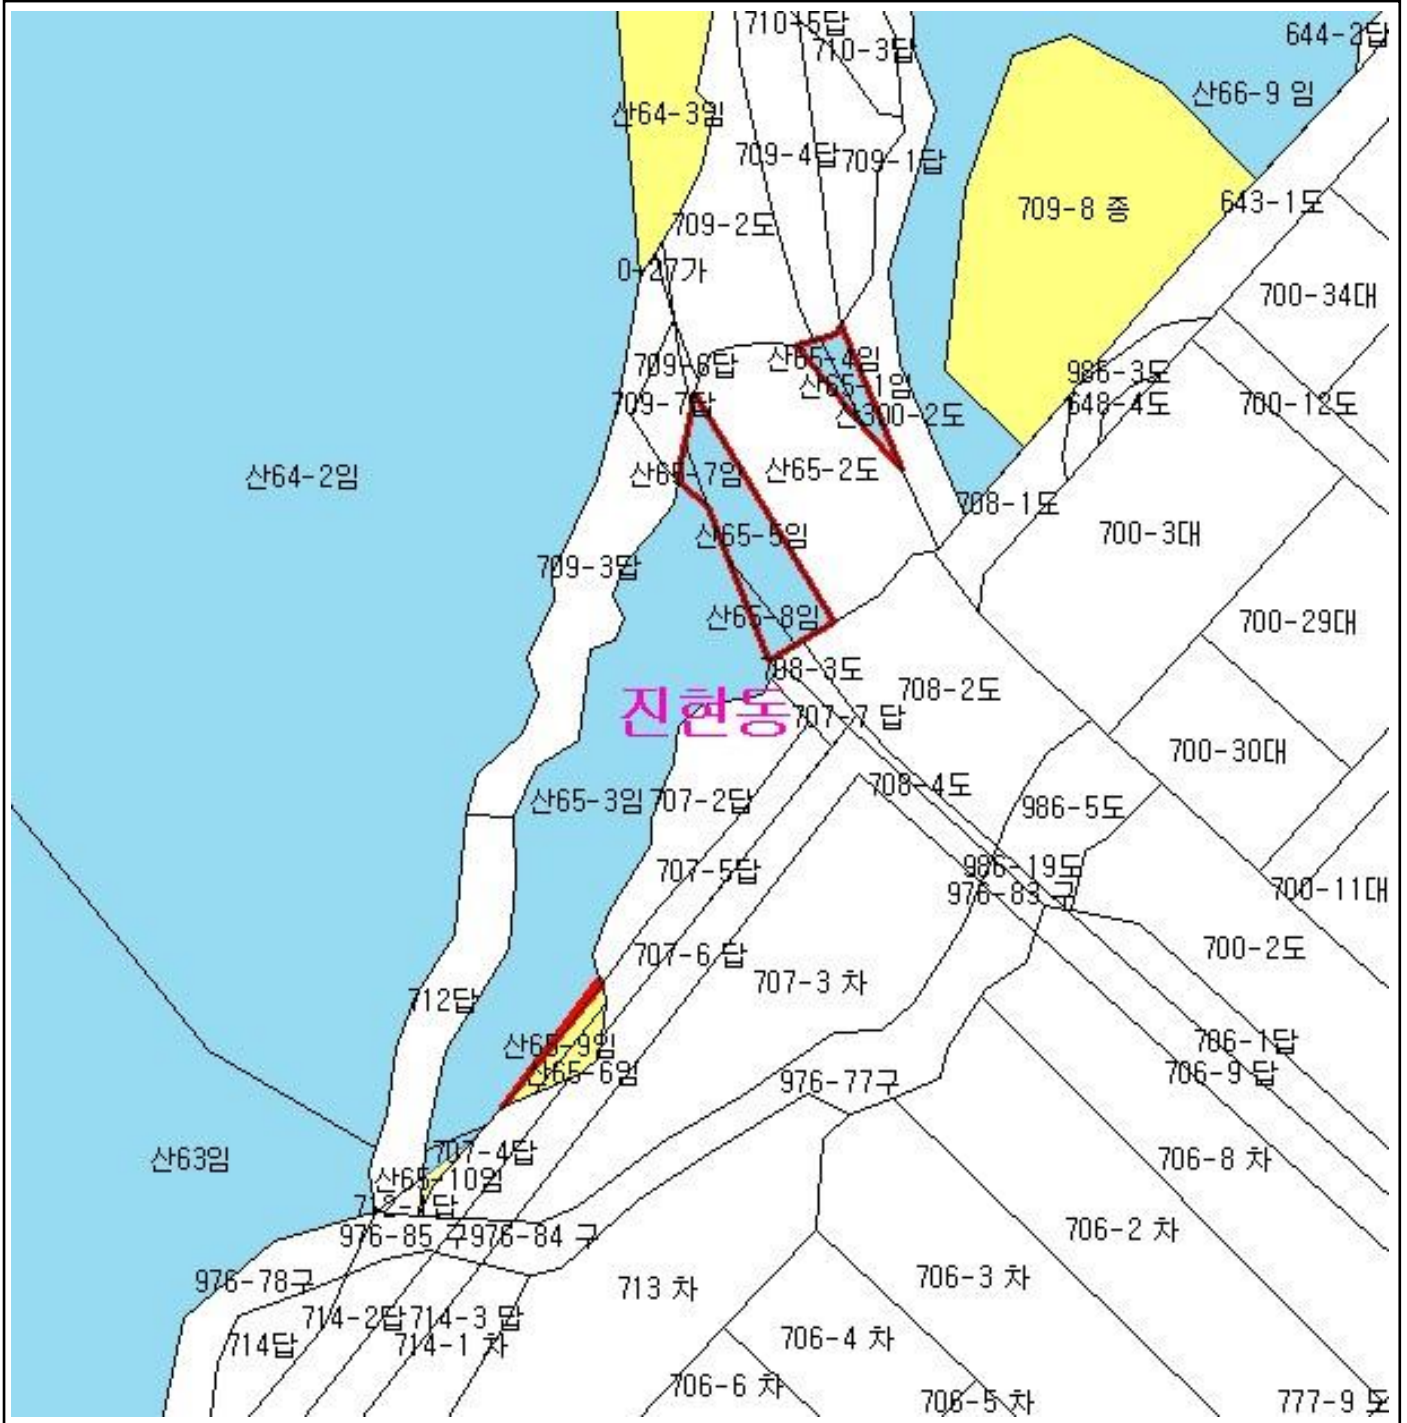 710-5답
644-2답
710-3답
산66-9 임
산64-3임
709-4답
709-1답
643-1도
709-8 종
709-2도
0+27가
700-34대
산65-4임
709-6답
986-3도
산65-1임
709-7답
648-4도
700-12도
산300-2도
산65-7임
산65-2도
산64-2임
708-1도
700-3대
산65-5임
709-3답
산65-8임
700-29대
708-3도
708-2도
진현동
707-7 답
700-30대
708-4도
산65-3임
707-2답
986-5도
707-5답
986-19도
976-83 구
700-11대
707-6 답
700-2도
707-3 차
712답
산65-9임
706-1답
산65-6임
706-9 답
976-77구
707-4답
산63임
706-8 차
산65-10임
712-1답
976-85 구
976-84 구
706-2 차
976-78구
706-3 차
713 차
714-2답
714-3 답
714답
714-1 차
706-4 차
706-6 차
706-5 차
777-9 도